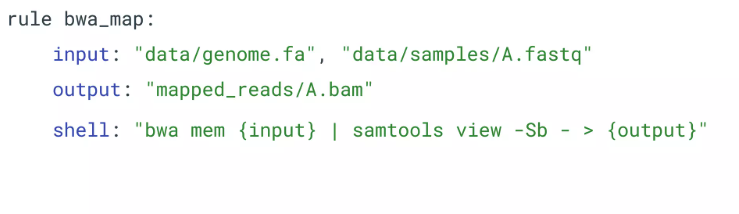 rule bwa_map:
    input: "data/genome.fa", "data/samples/A.fastq"
    output: "mapped_reads/A.bam"
    shell: "bwa mem {input} | samtools view -Sb - > {output}"